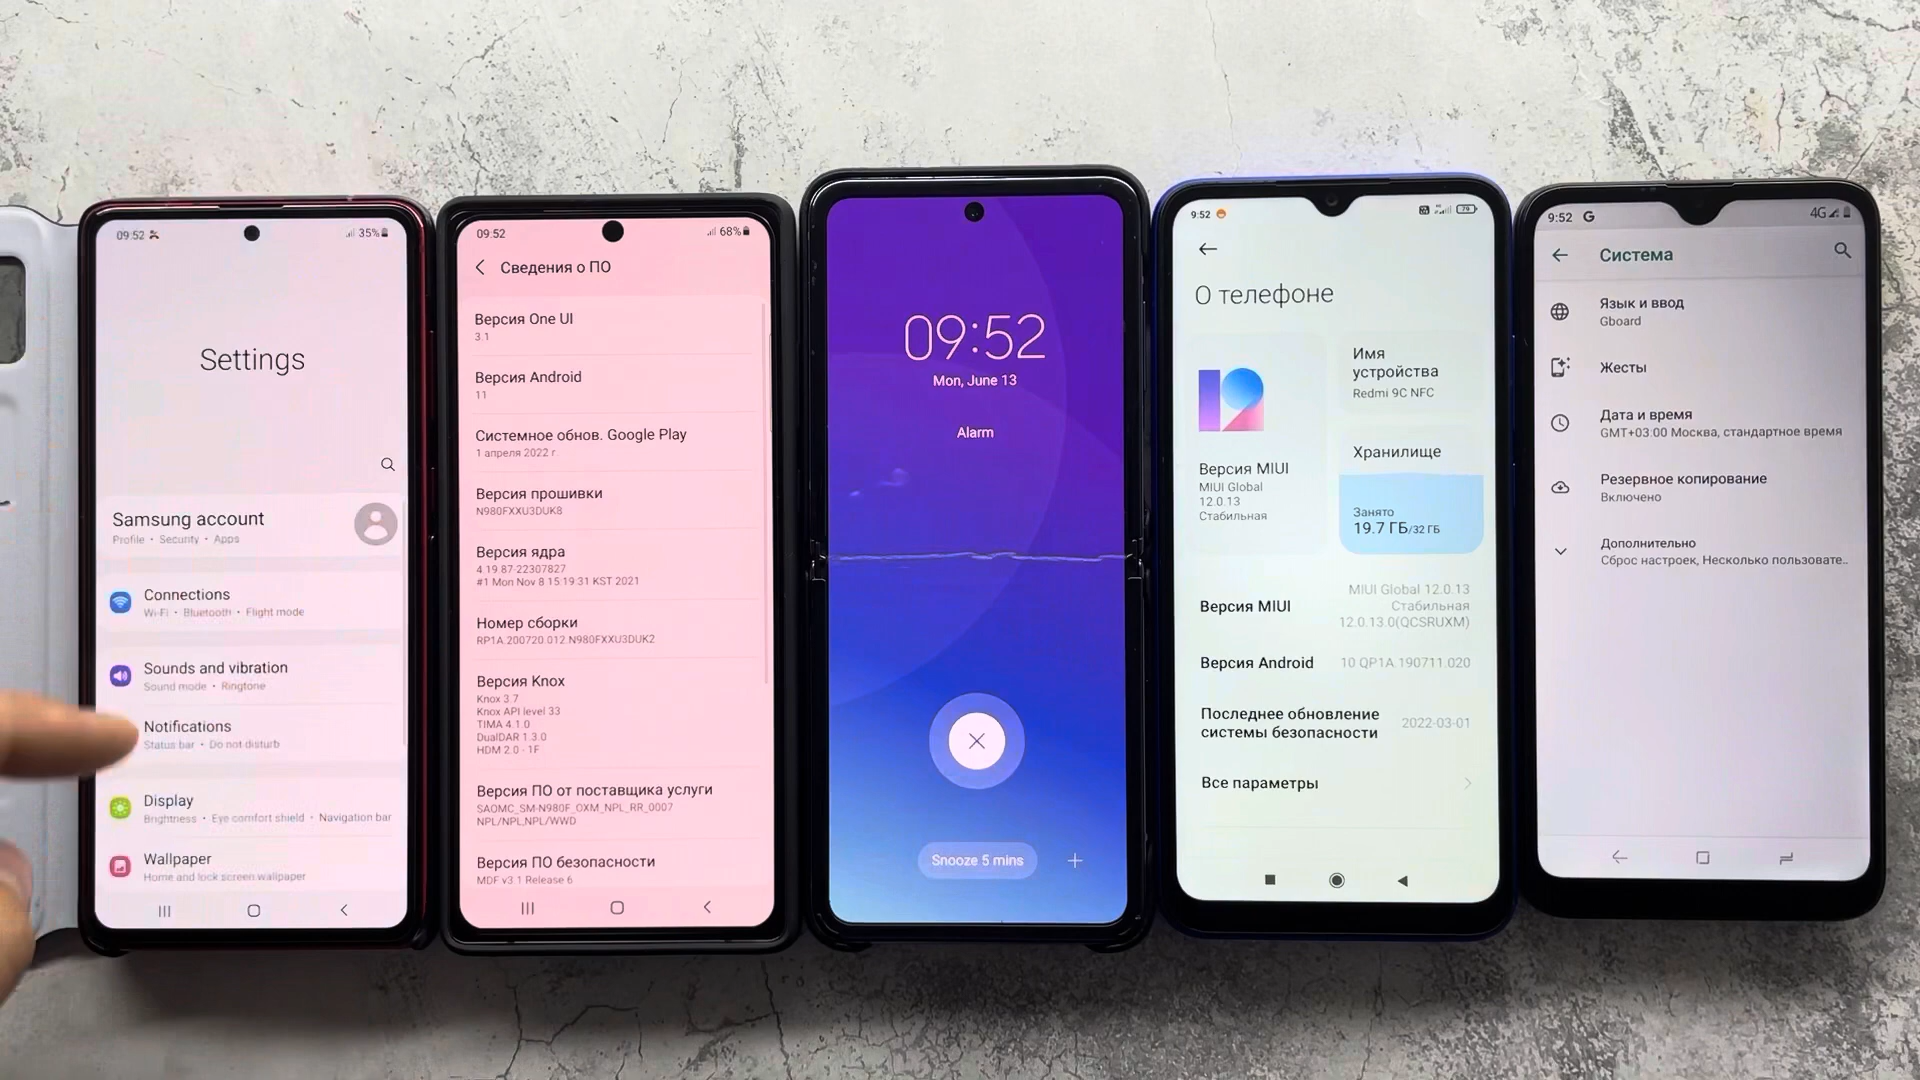 09:52
35%
Settings
Samsung account
Profile • Security • Apps
Connections
Wi-Fi • Bluetooth • Flight mode
Sounds and vibration
Sound mode • Ringtone
Notifications
Status bar • Do not disturb
Display
Brightness • Eye comfort shield • Navigation bar
Wallpaper
Home and lock screen wallpaper
09:52
68%
Сведения о ПО
Версия One UI
3.1
Версия Android
11
Системное обнов. Google Play
1 апреля 2022 г.
Версия прошивки
N980FXXU3DUK8
Версия ядра
4.19.87-22307827
#1 Mon Nov 8 15:19:31 KST 2021
Номер сборки
RP1A.200720.012.N980FXXU3DUK2
Версия Knox
Knox 3.7
Knox API level 33
TIMA 4.1.0
DualDAR 1.3.0
HDM 2.0 - 1F
Версия ПО от поставщика услуги
SAOMC_SM-N980F_OXM_NPL_RR_0007
NPL/NPL,NPL/WWD
Версия ПО безопасности
MDF v3.1 Release 6
09:52
Mon, June 13
Alarm
Snooze 5 mins
9:52
79
О телефоне
Имя
устройства
Redmi 9C NFC
Версия MIUI
MIUI Global
12.0.13
Стабильная
Хранилище
Занято
19.7 ГБ/32 ГБ
Версия MIUI
MIUI Global 12.0.13
Стабильная
12.0.13.0(QCSRUXM)
Версия Android
10 QP1A.190711.020
Последнее обновление
системы безопасности
2022-03-01
Все параметры
9:52 G
4G
Система
Язык и ввод
Gboard
Жесты
Дата и время
GMT+03:00 Москва, стандартное время
Резервное копирование
Включено
Дополнительно
Сброс настроек, Несколько пользовате..